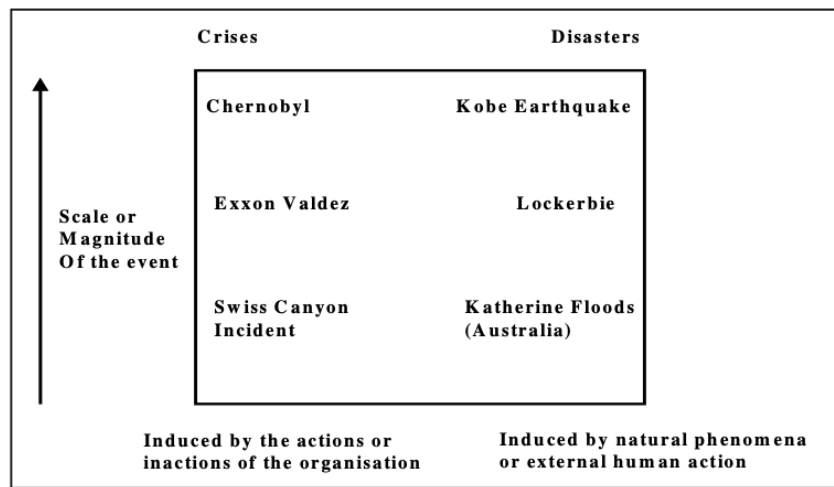 Crises
Disasters
Chernobyl
Kobe Earthquake
Exxon Valdez
Lockerbie
Scale or
Magnitude
Of the event
Swiss Canyon
Incident
Katherine Floods
(Australia)
Induced by the actions or
inactions of the organisation
Induced by natural phenomena
or external human action